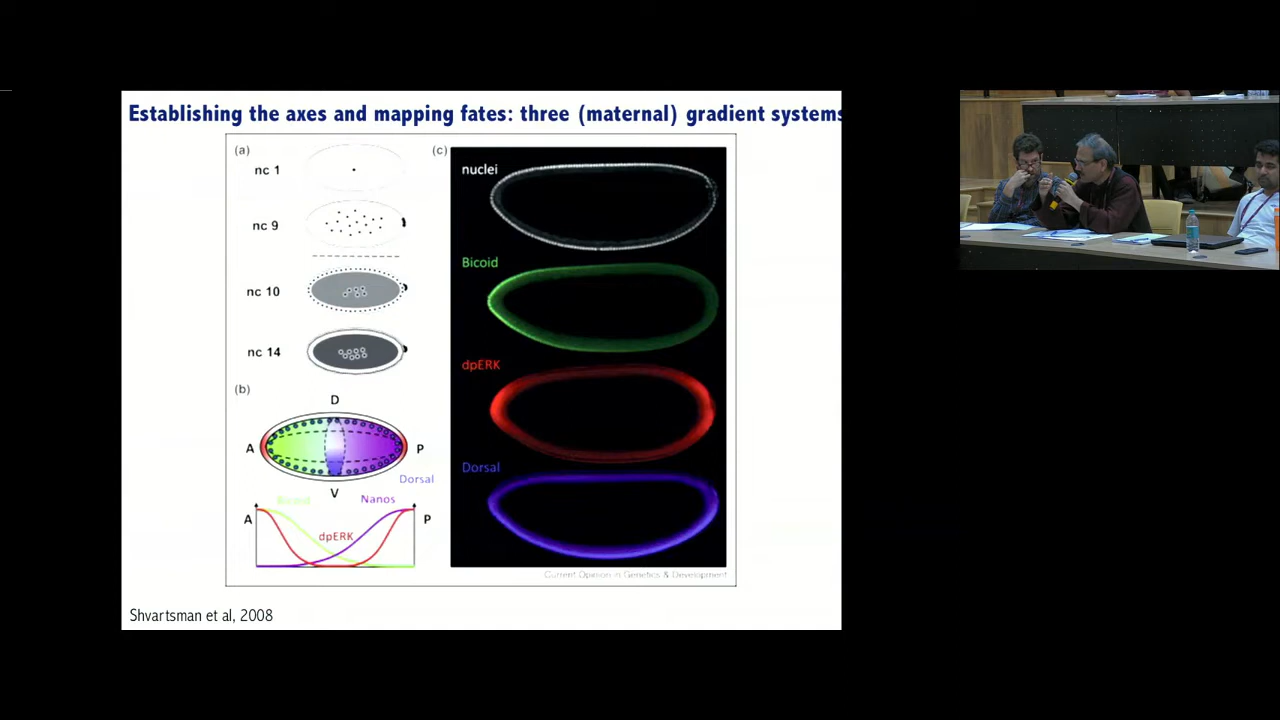 Establishing the axes and mapping fates: three (maternal) gradient systems
(a)
nc 1
nc 9
nc 10
nc 14
(b)
D
A
P
V
Dorsal
Bicoid
Nanos
A
dpERK
P
(c)
nuclei
Bicoid
dpERK
Dorsal
Current Opinion in Genetics & Development
Shvartsman et al, 2008